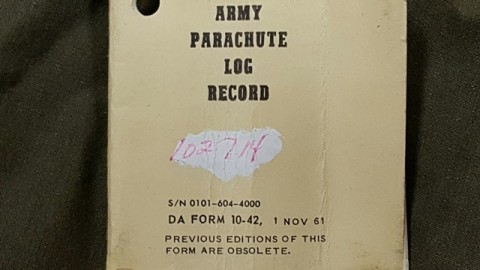 ARMY
PARACHUTE
LOG
RECORD
102714
S/N 0101-604-4000
DA FORM 10-42, 1 NOV 61
PREVIOUS EDITIONS OF THIS
FORM ARE OBSOLETE.